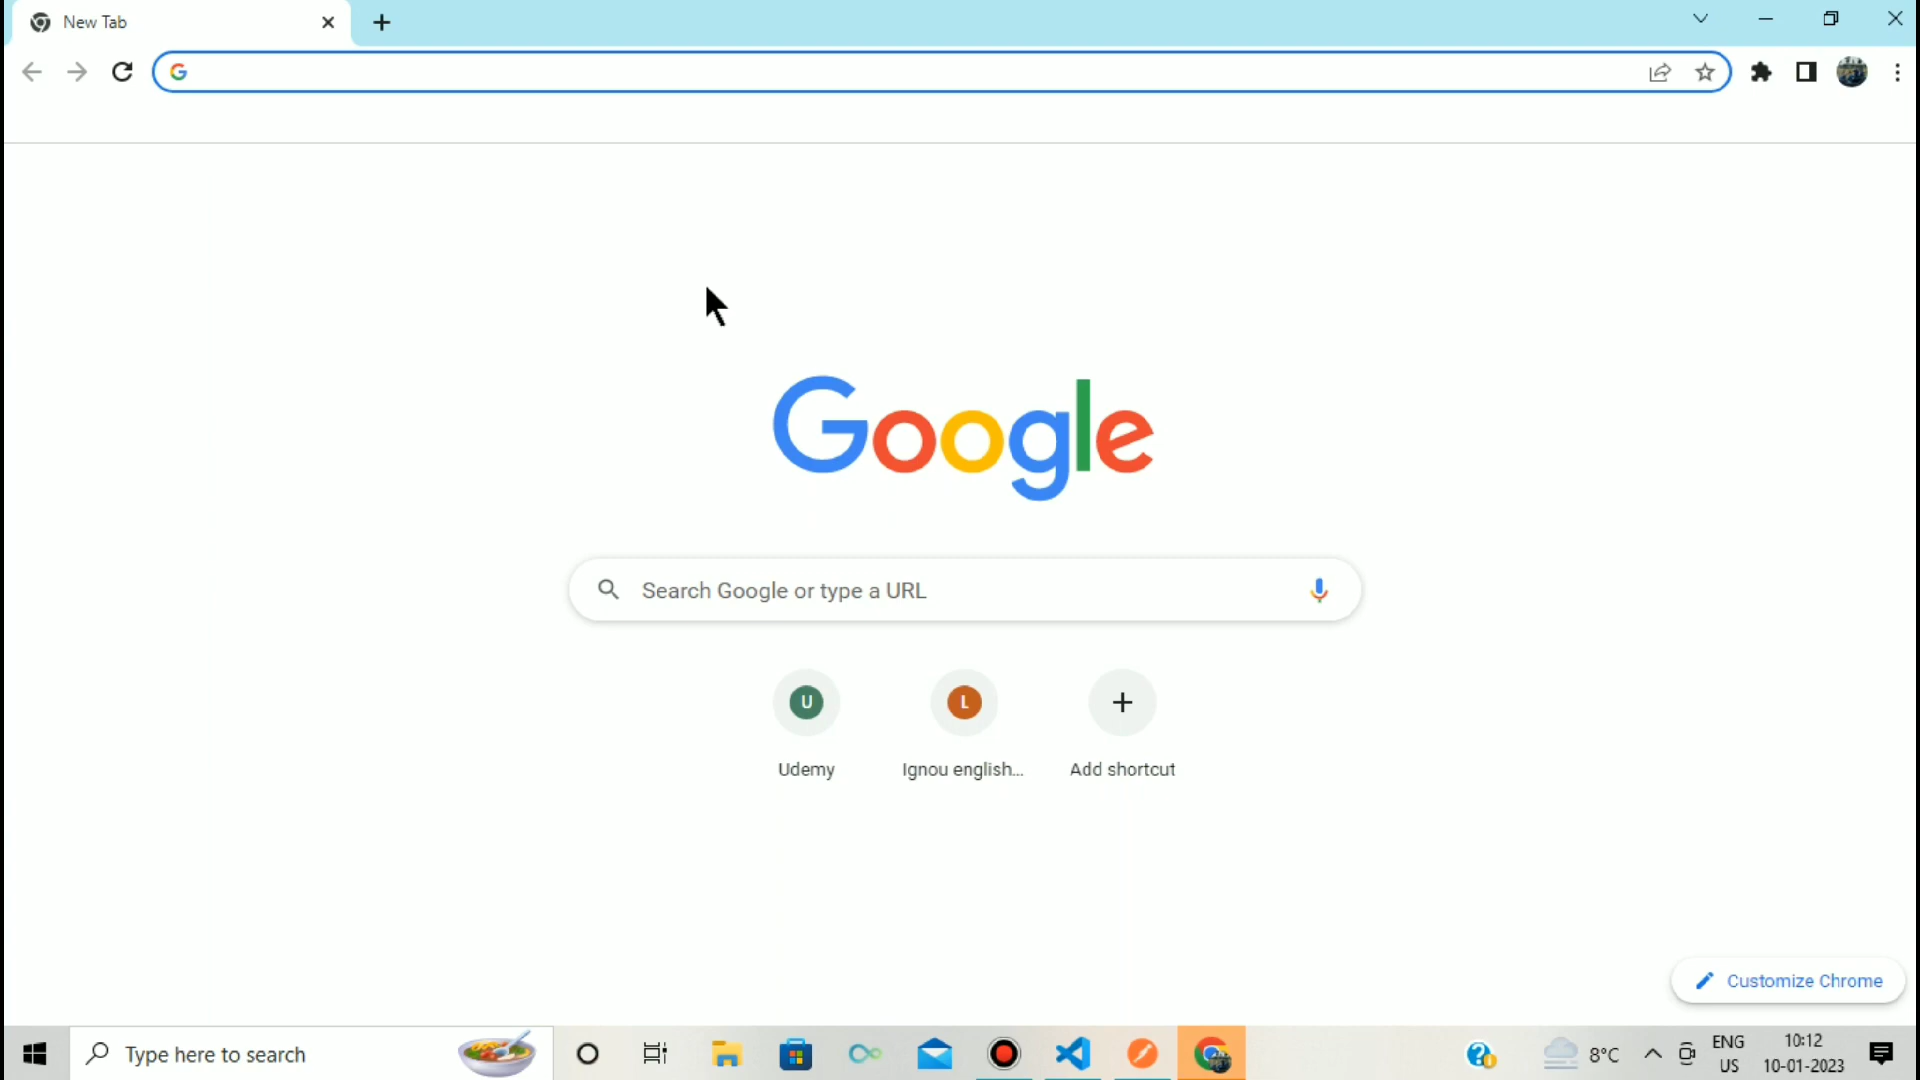 New Tab
Google
Search Google or type a URL
U
L
Udemy
Ignou english...
Add shortcut
Customize Chrome
Type here to search
8°C
ENG
US
10:12
10-01-2023